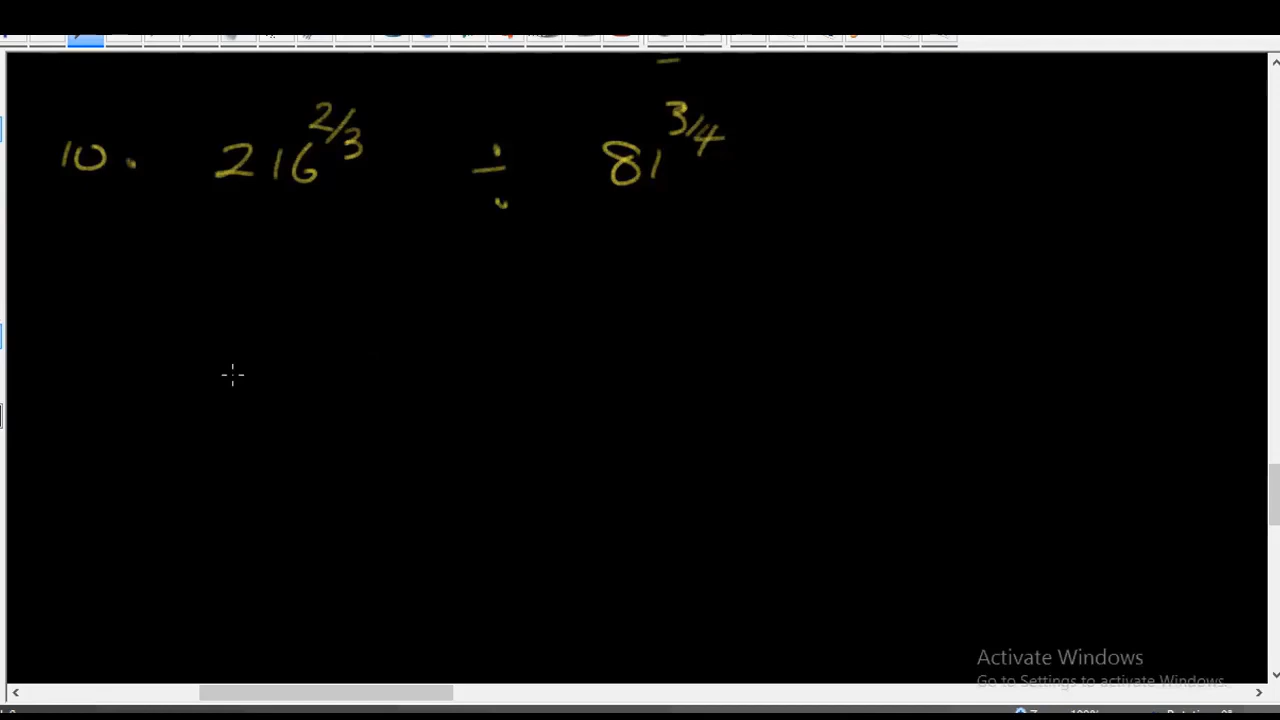 10. 216^{2/3} ÷ 81^{3/4}
Activate Windows
Go to Settings to activate Windows.